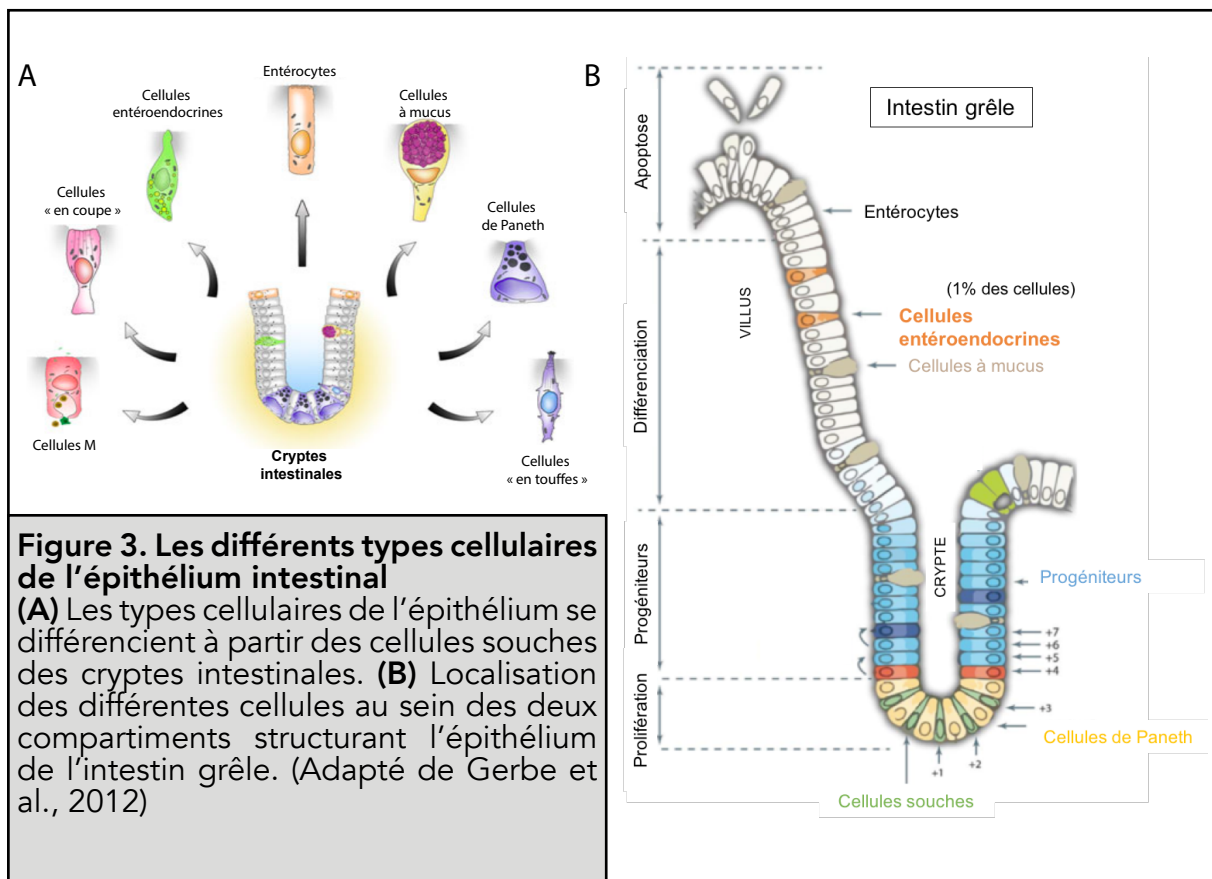 A
Entérocytes
Cellules
entéroendocrines
Cellules
à mucus
Cellules
« en coupe »
Cellules
de Paneth
Cellules M
Cryptes
intestinales
Cellules
« en touffes »
B
Intestin grêle
Apoptose
Entérocytes
VILLUS
(1% des cellules)
Cellules
entéroendocrines
Cellules à mucus
Différenciation
Progéniteurs
CRYPTE
Progéniteurs
+7
+6
+5
+4
Prolifération
+3
Cellules de Paneth
+1
+2
Cellules souches
Figure 3. Les différents types cellulaires
de l’épithélium intestinal
(A) Les types cellulaires de l’épithélium se
différencient à partir des cellules souches
des cryptes intestinales. (B) Localisation
des différentes cellules au sein des deux
compartiments structurant l’épithélium
de l’intestin grêle. (Adapté de Gerbe et
al., 2012)